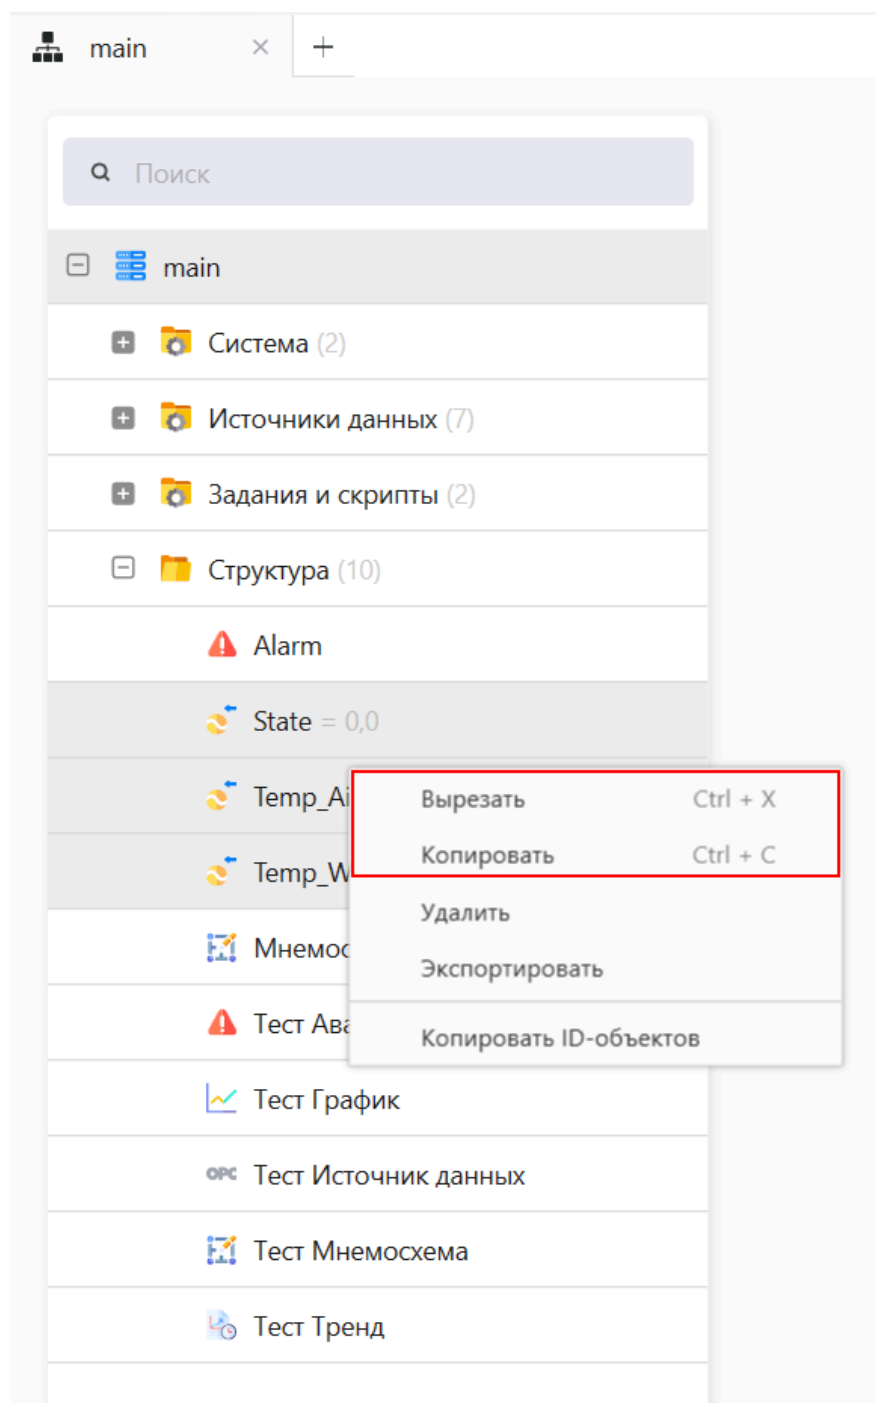 main
Поиск
main
Система (2)
Источники данных (7)
Задания и скрипты (2)
Структура (10)
Alarm
State = 0,0
Temp_Ai
Вырезать Ctrl + X
Копировать Ctrl + C
Temp_W
Удалить
Мнемос
Экспортировать
Тест Ава
Копировать ID-объектов
Тест График
OPC Тест Источник данных
Тест Мнемосхема
Тест Тренд